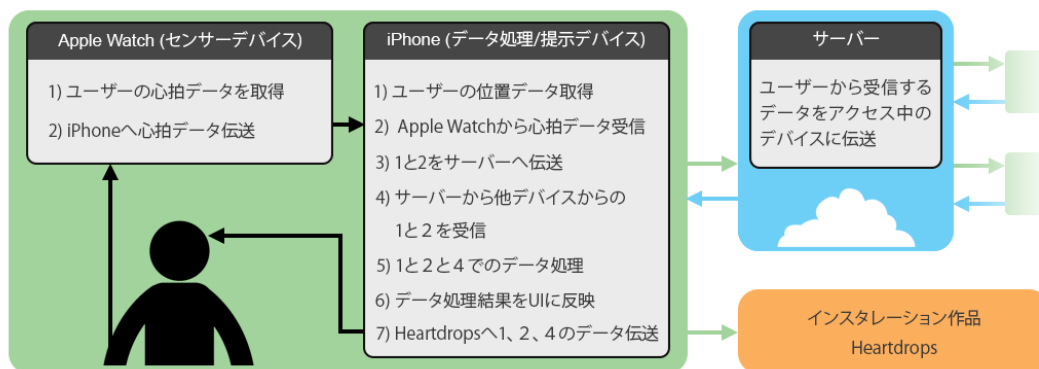 Apple Watch (センサーデバイス)
1) ユーザーの心拍データを取得
2) iPhoneへ心拍データ伝送
iPhone (データ処理/提示デバイス)
1) ユーザーの位置データ取得
2) Apple Watchから心拍データ受信
3) 1と2をサーバーへ伝送
4) サーバーから他デバイスからの
1と２を受信
5) 1と２と４でのデータ処理
6) データ処理結果をUIに反映
7) Heartdropsへ1、２、４のデータ伝送
サーバー
ユーザーから受信する
データをアクセス中の
デバイスに伝送
インスタレーション作品
Heartdrops